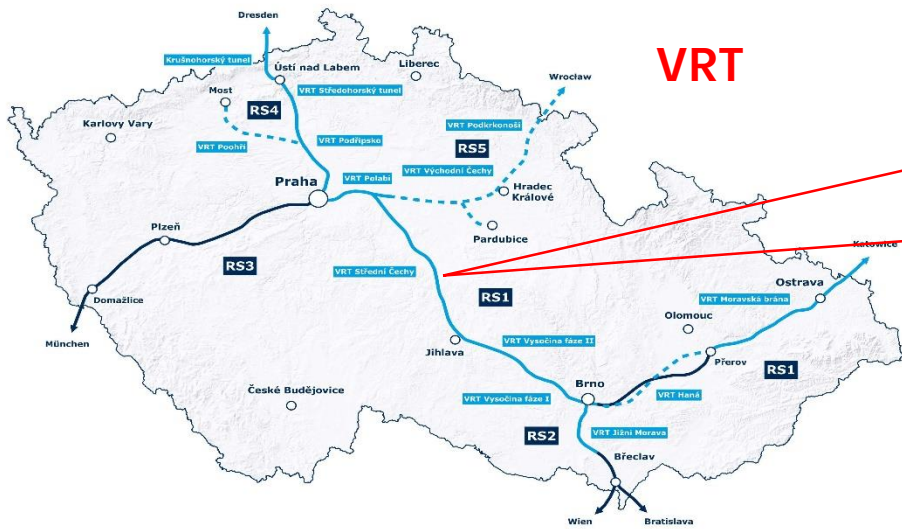 VRT
Dresden
Krušnohorský tunel
Ústí nad Labem
Liberec
Wrocław
Most
VRT Středohorský tunel
RS4
Karlovy Vary
VRT Podkrkonoší
VRT Poohří
VRT Podřipsko
RS5
VRT Východní Čechy
Praha
VRT Polabí
Hradec
Králové
Plzeň
Pardubice
Katowice
RS3
VRT Střední Čechy
Ostrava
Domažlice
RS1
VRT Moravská brána
Olomouc
München
Jihlava
VRT Vysočina fáze II
Přerov
RS1
České Budějovice
Brno
VRT Vysočina fáze I
VRT Haná
RS2
VRT Jižní Morava
Břeclav
Wien
Bratislava